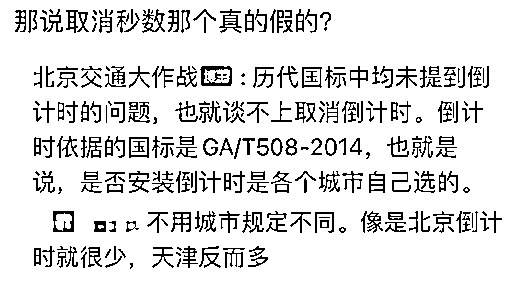 那说取消秒数那个真的假的?
北京交通大作战 博主:历代国标中均未提到倒
计时的问题，也就谈不上取消倒计时。倒计
时依据的国标是GA/T508-2014，也就是
说，是否安装倒计时是各个城市自己选的。
不用城市规定不同。像是北京倒计
时就很少，天津反而多